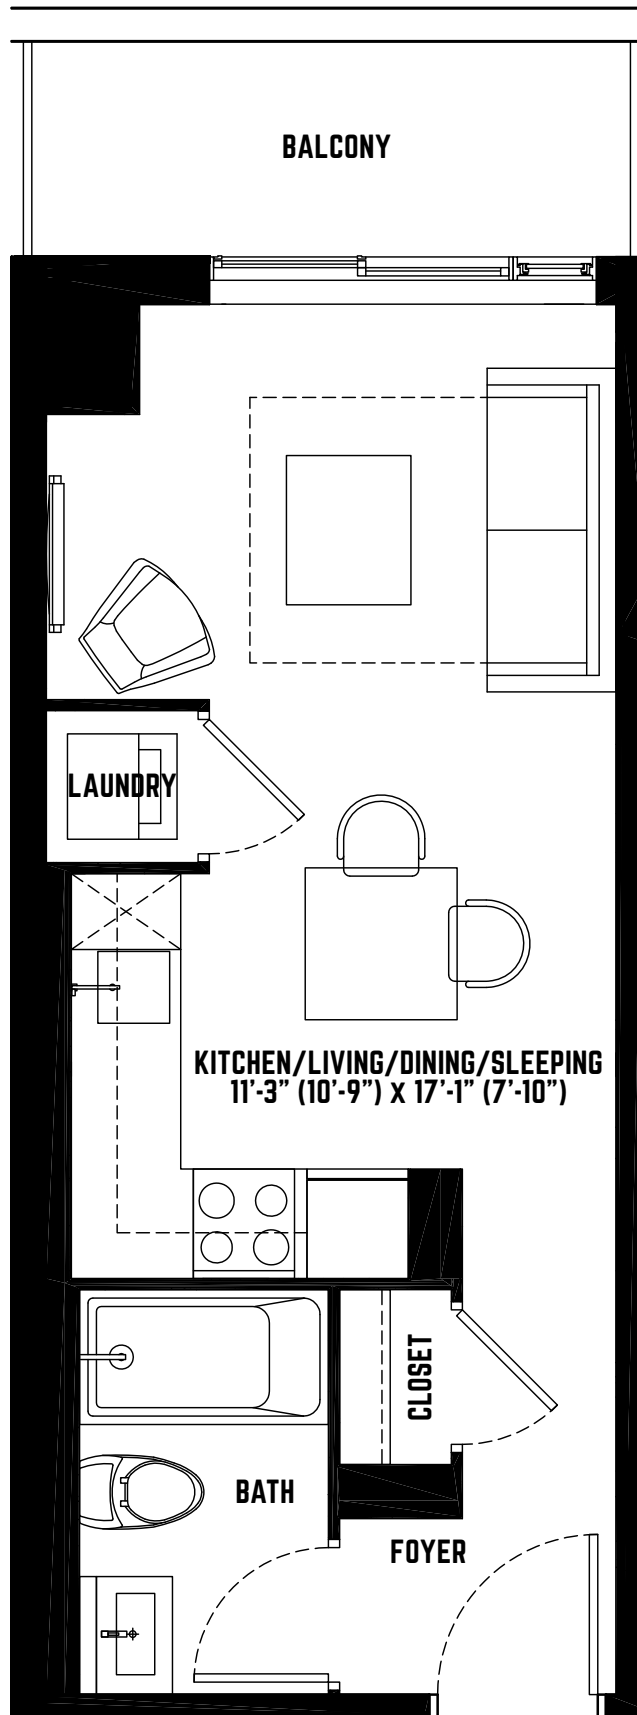 BALCONY
LAUNDRY
KITCHEN/LIVING/DINING/SLEEPING
11'-3" (10'-9") X 17'-1" (7'-10")
CLOSET
BATH
FOYER